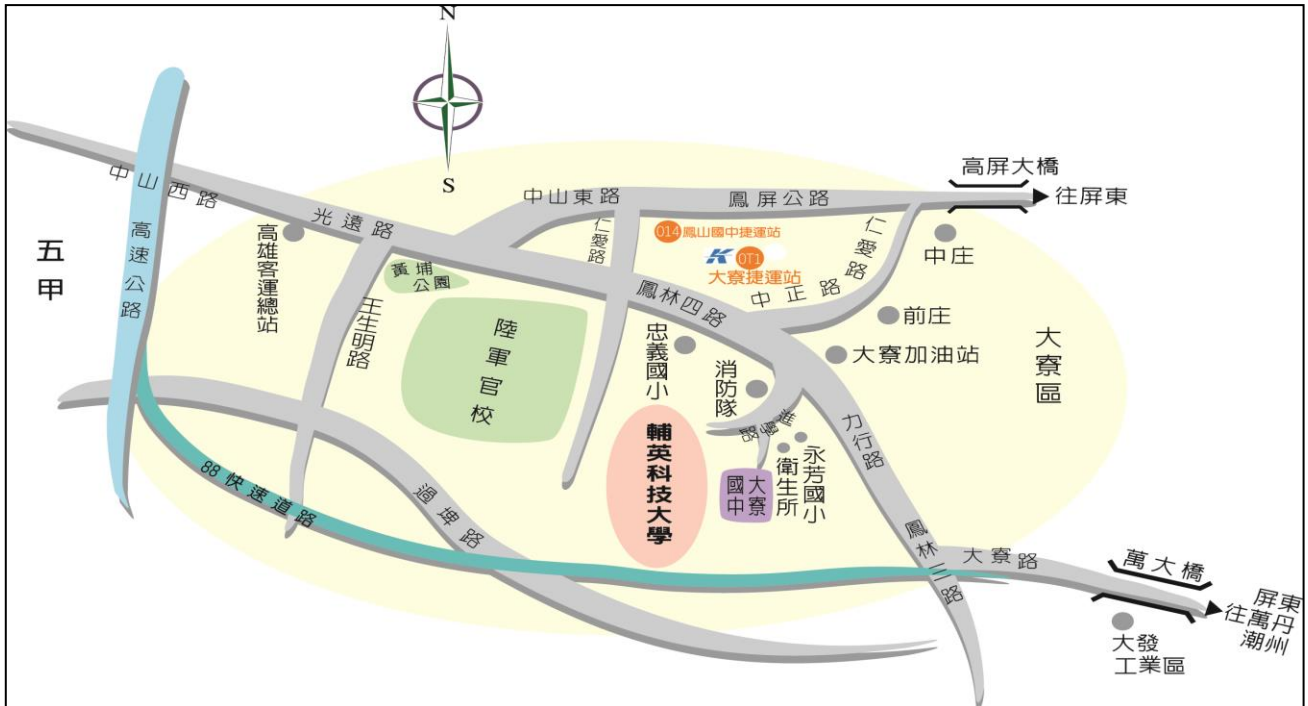 N
S
高屏大橋
往屏東
中山西路
中山東路
鳳屏公路
光遠路
仁愛路
014 鳳山國中捷運站
OT1
大寮捷運站
仁愛路
中庄
五甲
高速公路
高雄客運總站
黃埔
公園
王生明路
鳳林四路
中正路
前庄
大寮加油站
大寮區
陸軍官校
忠義國小
消防隊
進學路
力行路
輔英科技大學
大寮
國中
衛生所
永芳國小
88快速道路
過埤路
鳳林三路
大寮路
萬大橋
屏東
往萬丹
潮州
大發
工業區